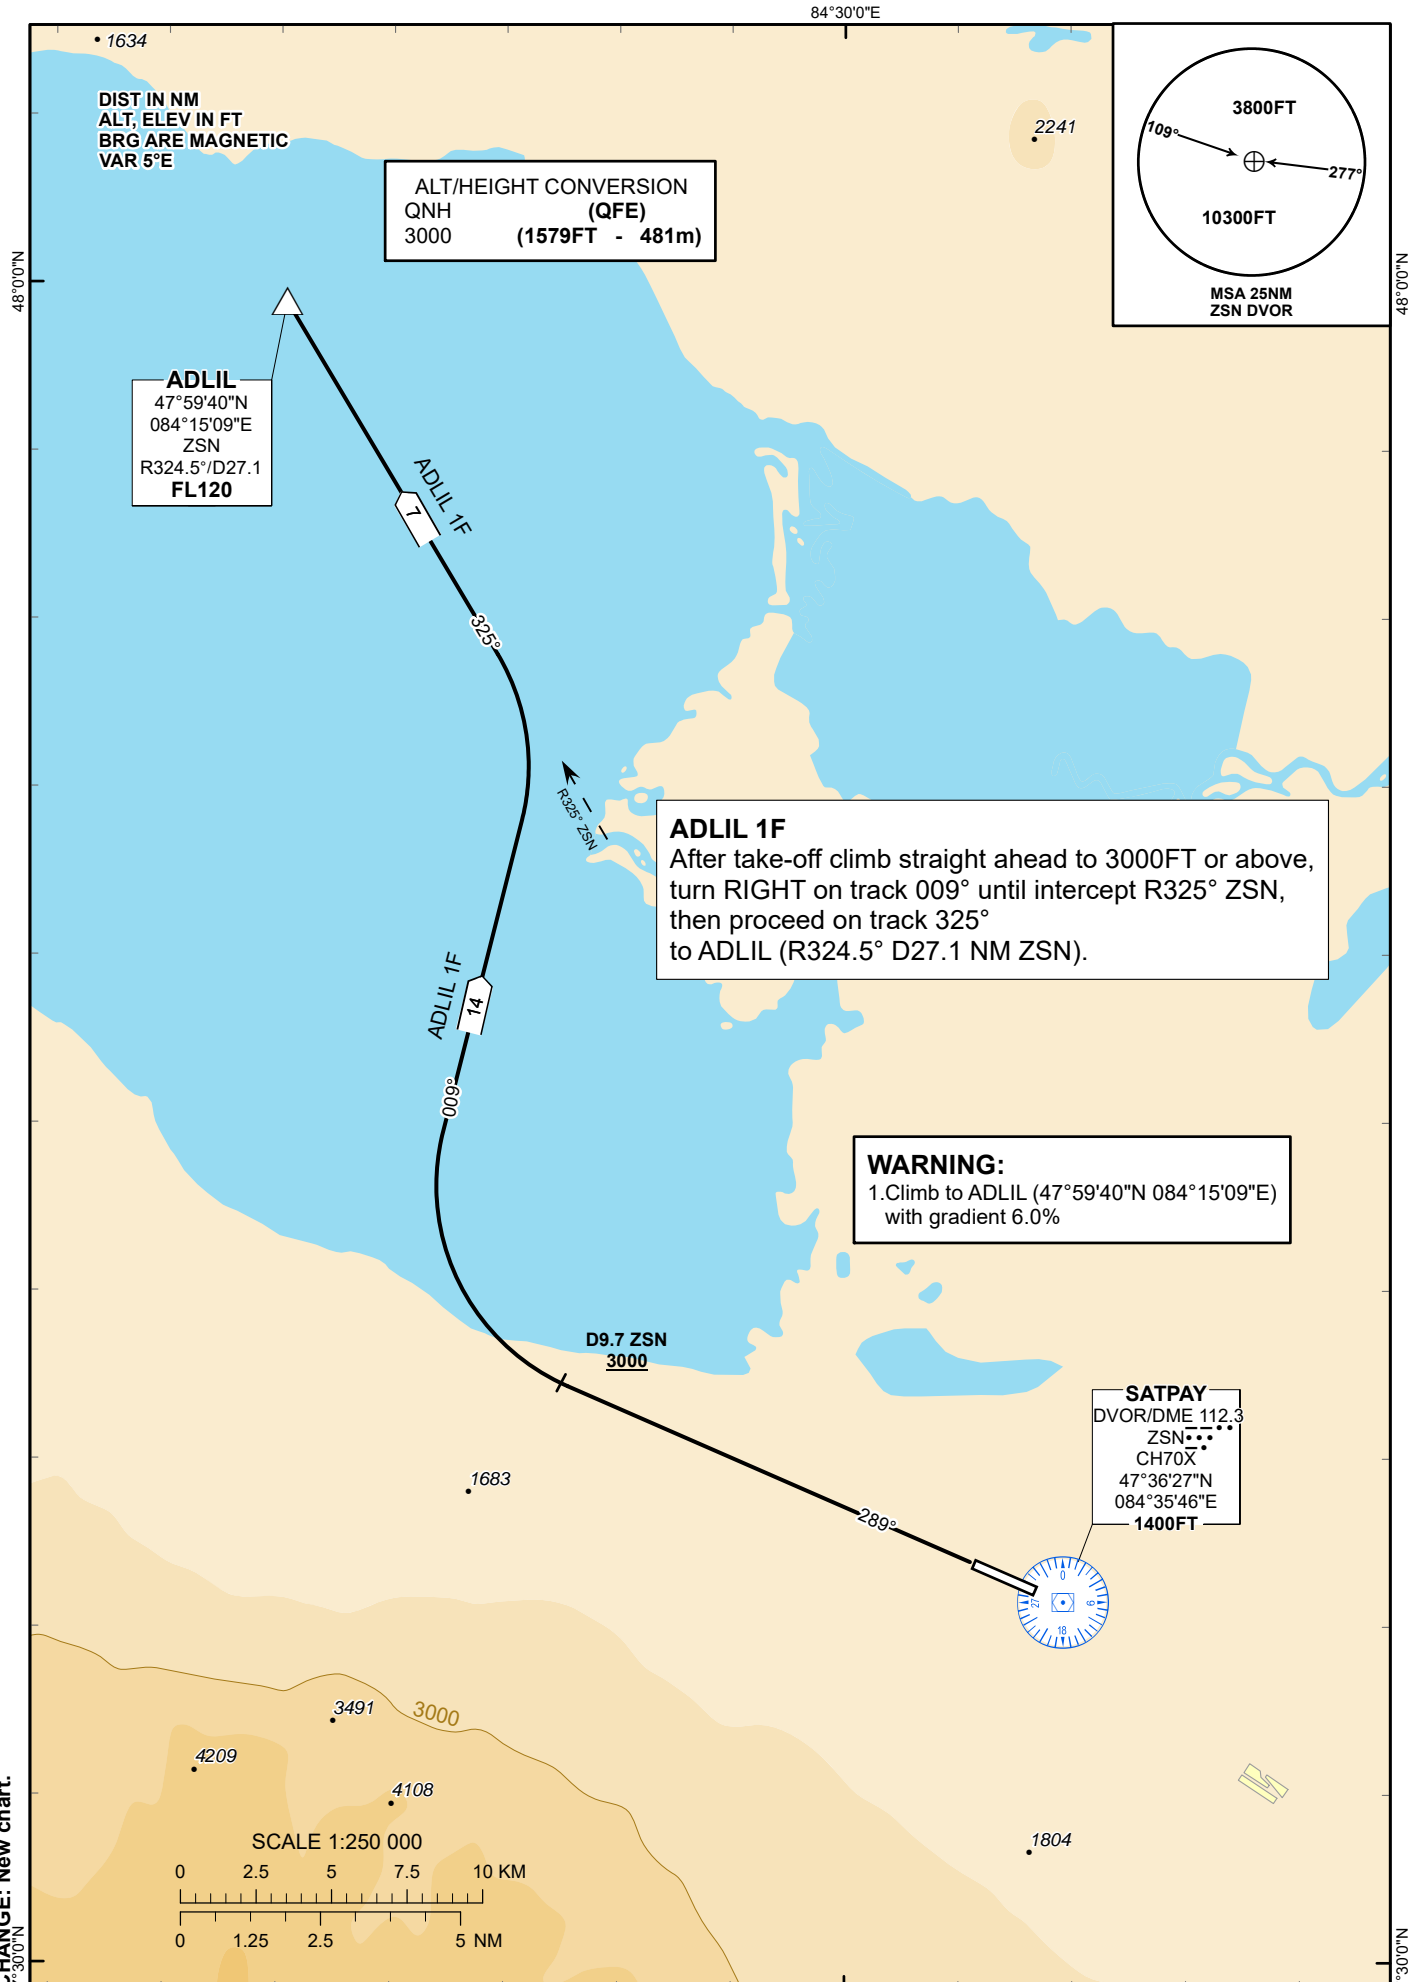 84°30'0"E
1634
DIST IN NM
ALT, ELEV IN FT
BRG ARE MAGNETIC
VAR 5°E
ALT/HEIGHT CONVERSION
QNH (QFE)
3000 (1579FT - 481m)
2241
3800FT
109°
277°
10300FT
MSA 25NM
ZSN DVOR
48°0'0"N
48°0'0"N
ADLIL
47°59'40"N
084°15'09"E
ZSN
R324.5°/D27.1
FL120
ADLIL 1F
7
325°
R325° ZSN
ADLIL 1F
After take-off climb straight ahead to 3000FT or above,
turn RIGHT on track 009° until intercept R325° ZSN,
then proceed on track 325°
to ADLIL (R324.5° D27.1 NM ZSN).
ADLIL 1F
14
009°
WARNING:
1.Climb to ADLIL (47°59'40"N 084°15'09"E)
with gradient 6.0%
D9.7 ZSN
3000
SATPAY
DVOR/DME 112.3
ZSN
CH70X
47°36'27"N
084°35'46"E
1400FT
1683
289°
0
9
18
27
3491
3000
4209
4108
1804
SCALE 1:250 000
0 2.5 5 7.5 10 KM
0 1.25 2.5 5 NM
CHANGE: New chart.
°30'0"N
°30'0"N